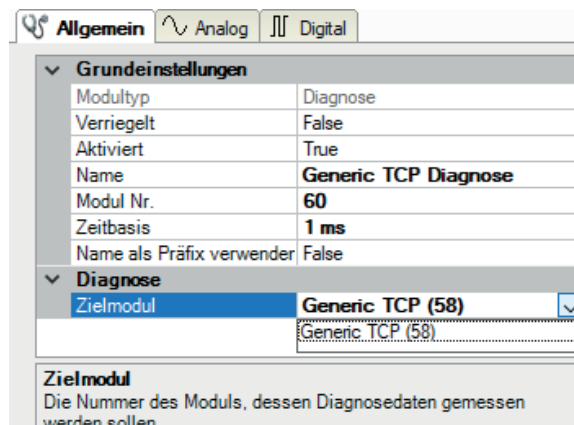 Allgemein Analog Digital
Grundeinstellungen
Modultyp Diagnose
Verriegelt False
Aktiviert True
Name Generic TCP Diagnose
Modul Nr. 60
Zeitbasis 1 ms
Name als Präfix verwender False
Diagnose
Zielmodul Generic TCP (58)
Generic TCP (58)
Zielmodul
Die Nummer des Moduls, dessen Diagnosedaten gemessen
werden sollen